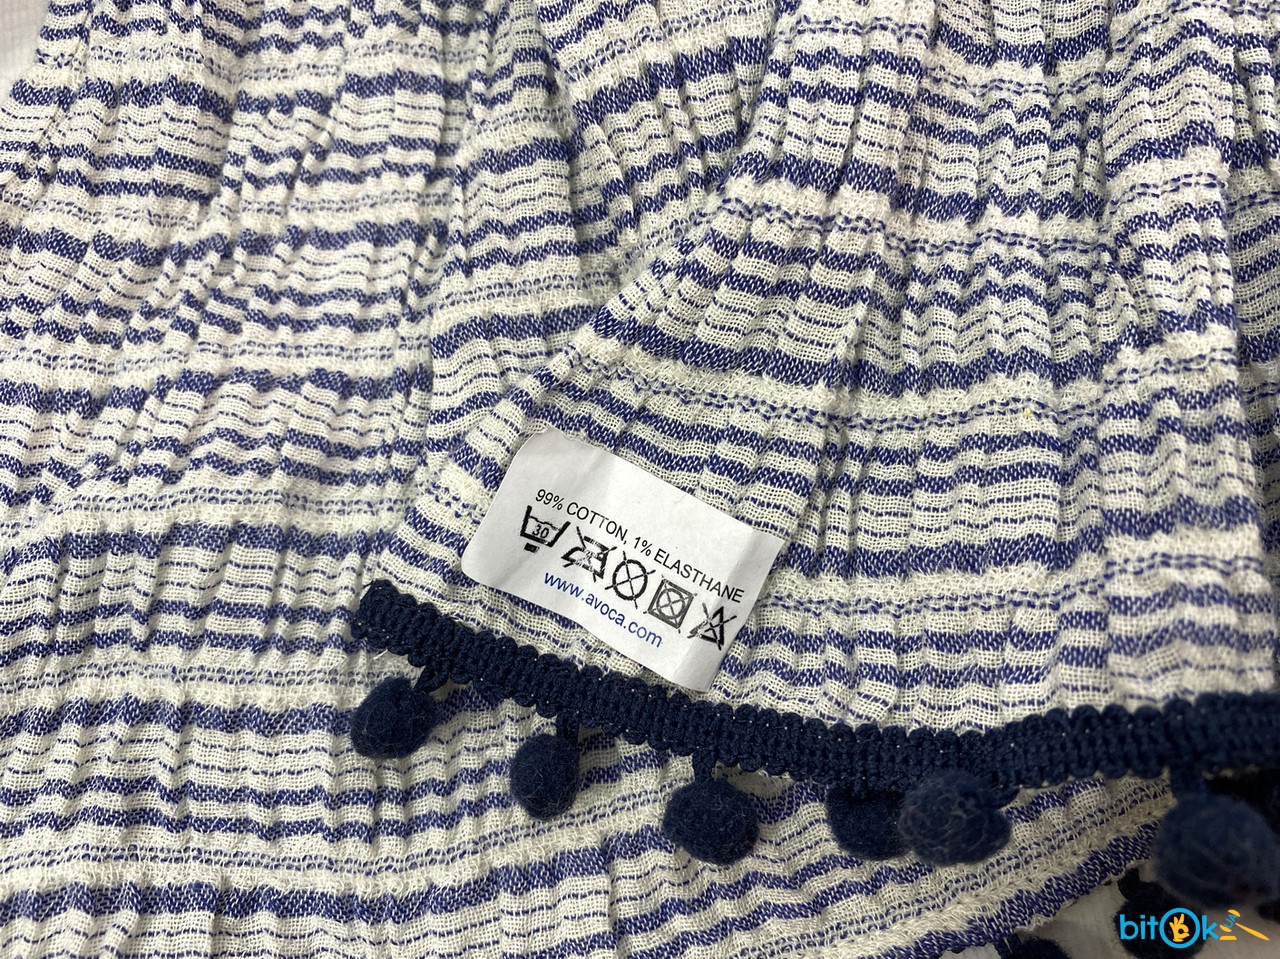 99% COTTON, 1% ELASTHANE
30
www.avoca.com
bitOk